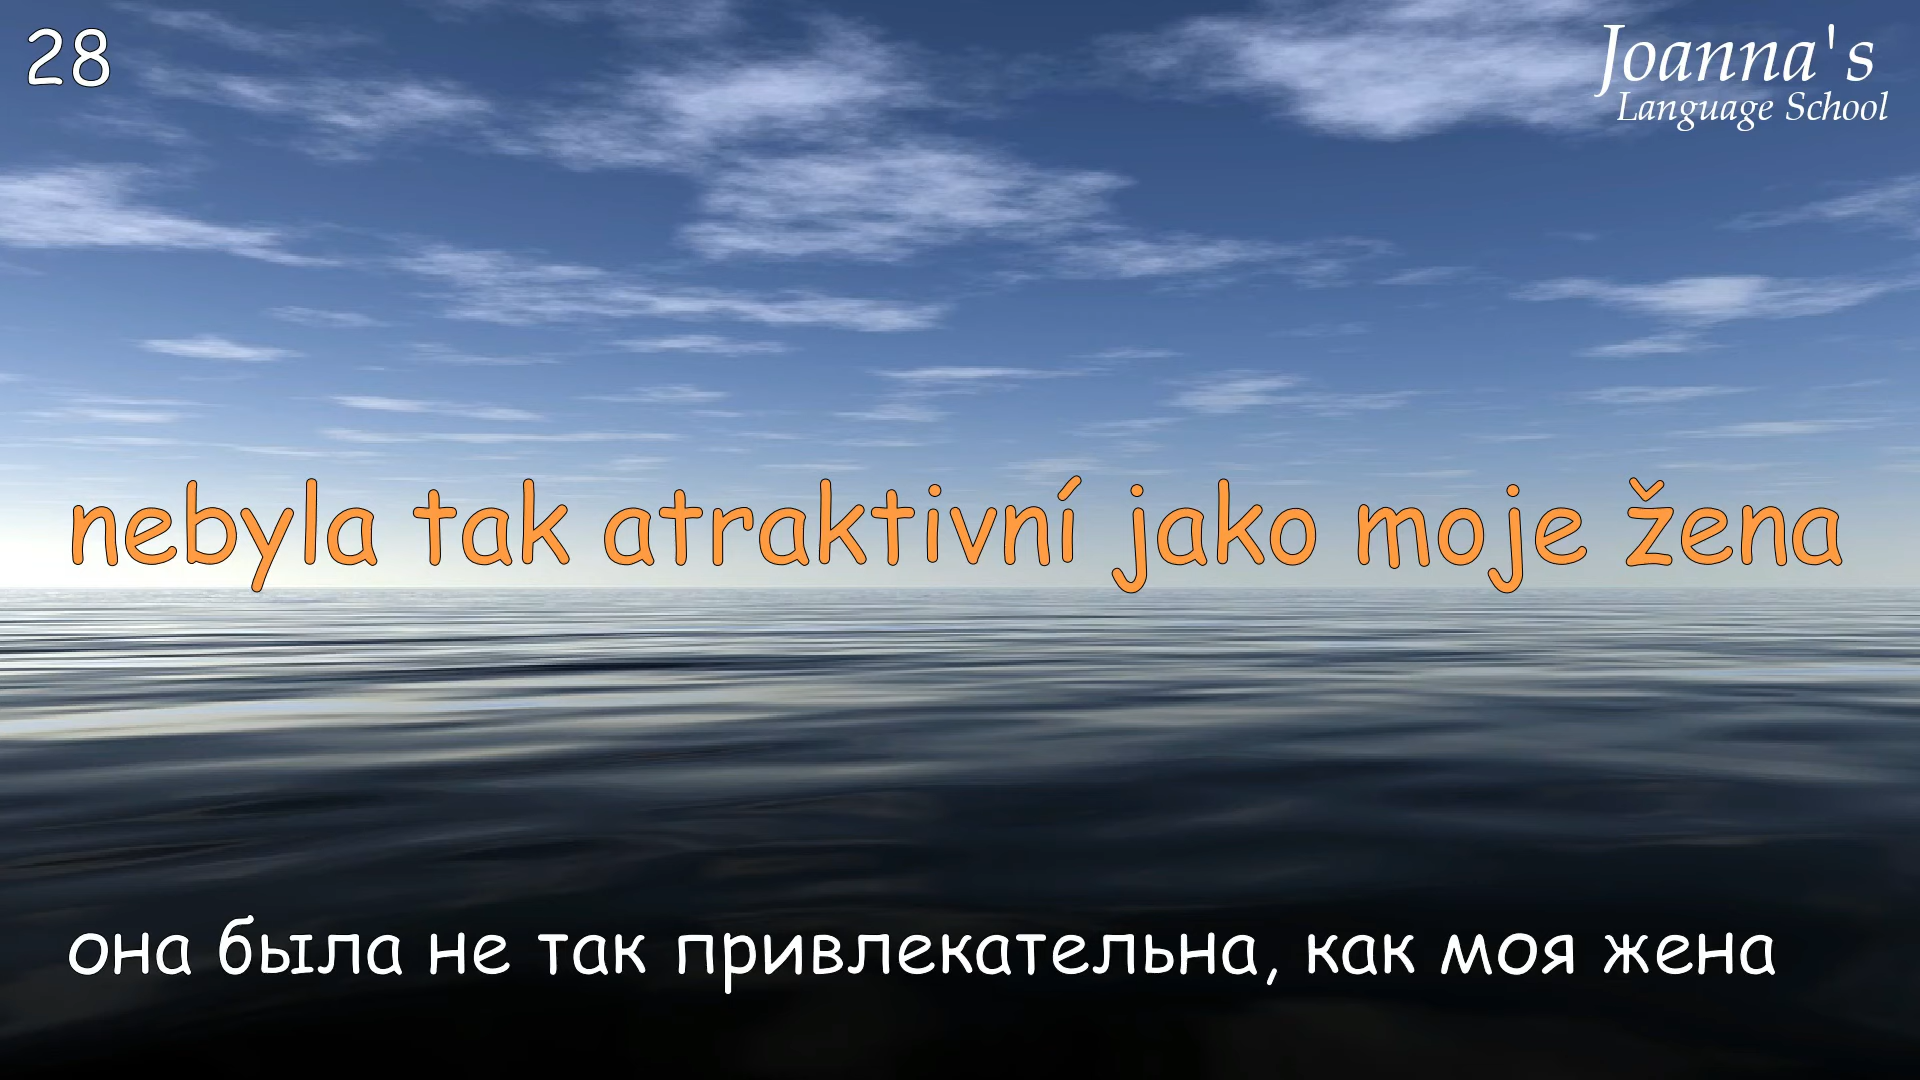 28
Joanna's
Language School
nebyla tak atraktivní jako moje žena
она была не так привлекательна, как моя жена